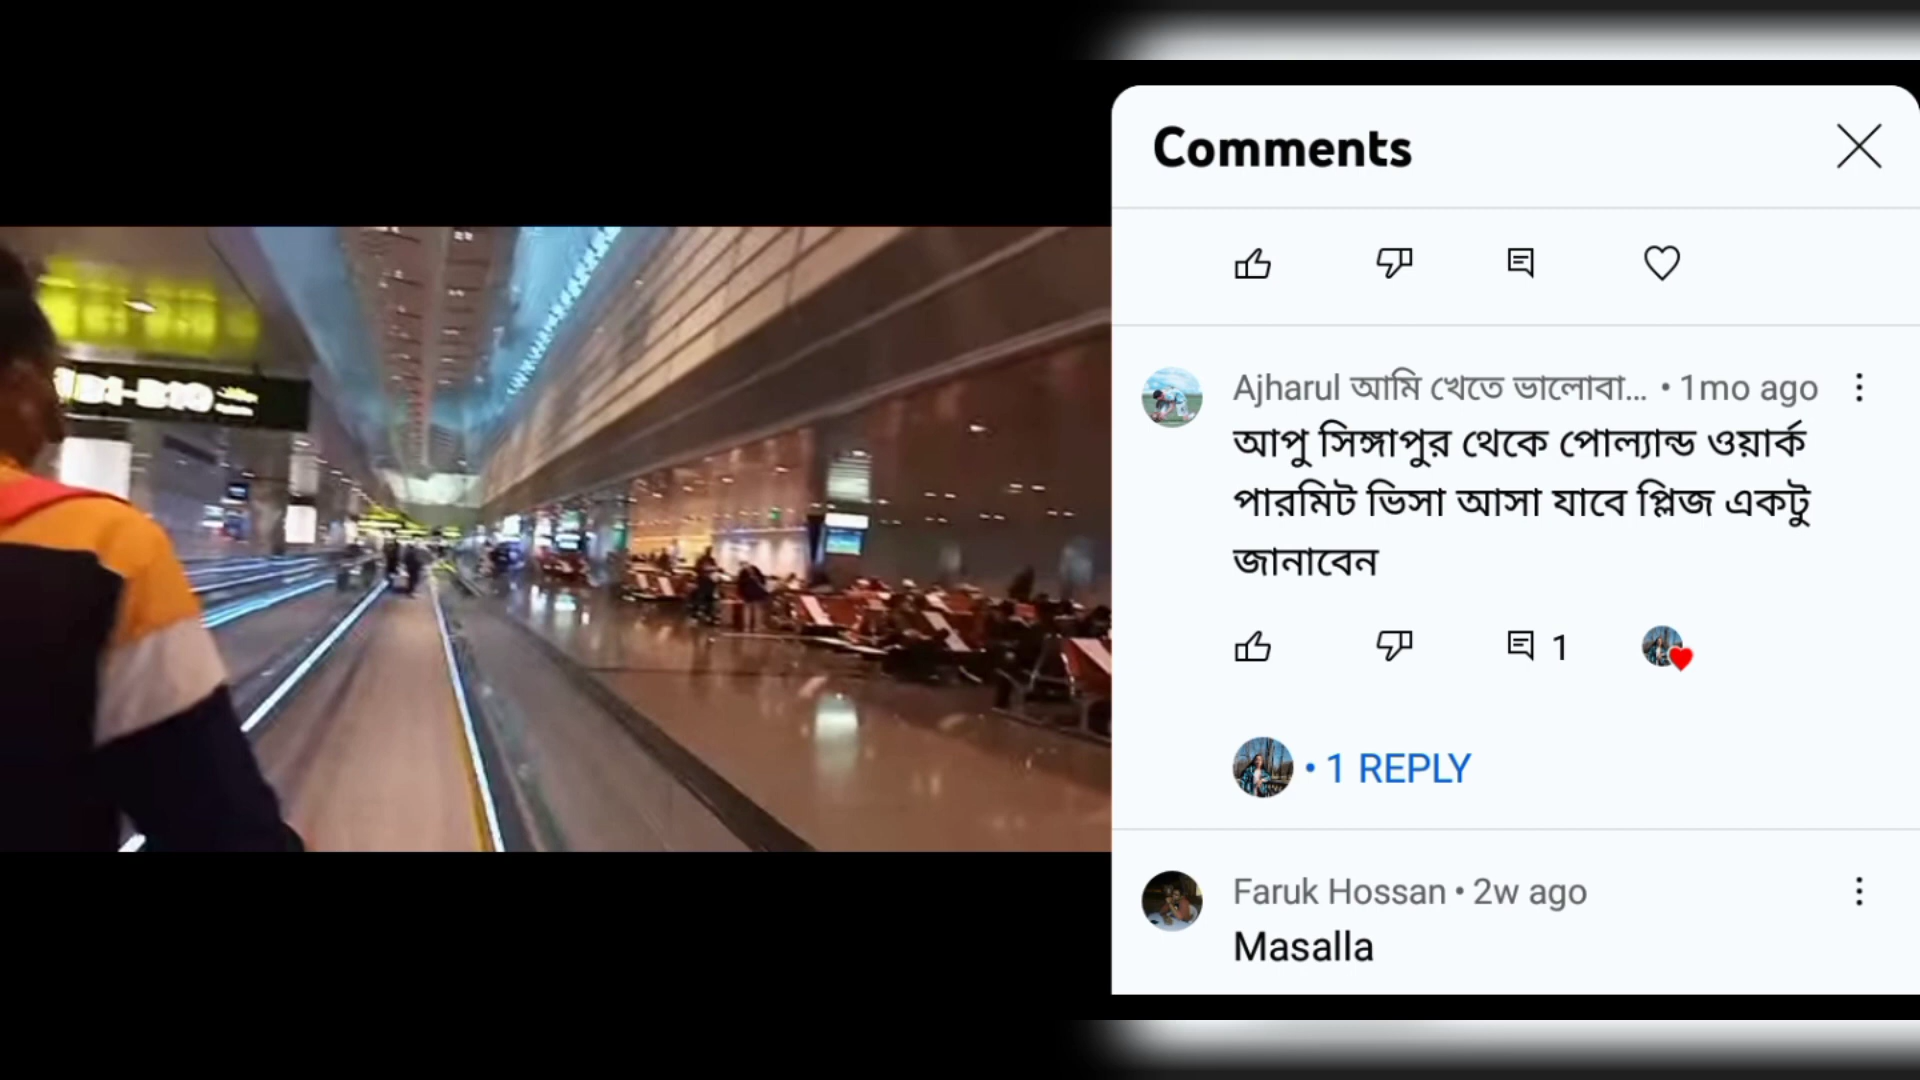 Comments
Ajharul আমি খেতে ভালোবা... • 1mo ago
আপু সিঙ্গাপুর থেকে পোল্যান্ড ওয়ার্ক
পারমিট ভিসা আসা যাবে প্লিজ একটু
জানাবেন
1
• 1 REPLY
Faruk Hossan • 2w ago
Masalla